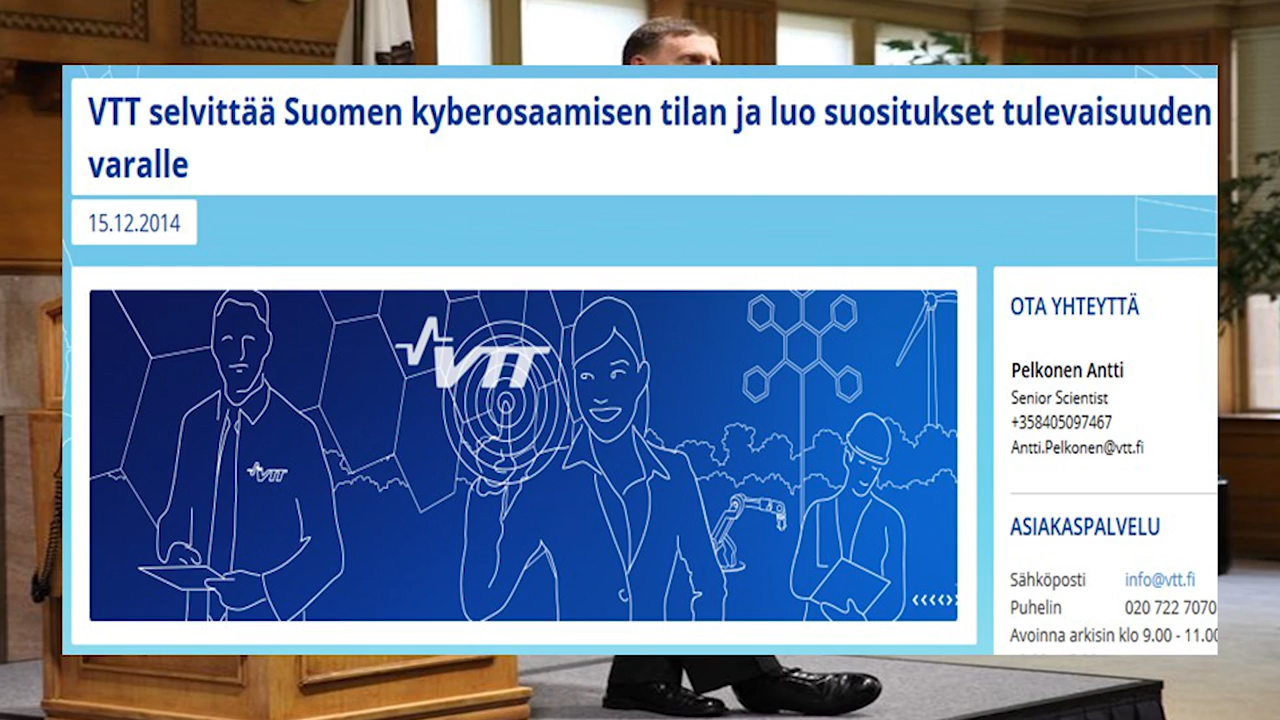 VTT selvittää Suomen kyberosaamisen tilan ja luo suositukset tulevaisuuden
varalle
15.12.2014
VTT
VTT
OTA YHTEYTTÄ
Pelkonen Antti
Senior Scientist
+358405097467
Antti.Pelkonen@vtt.fi
ASIAKASPALVELU
Sähköposti info@vtt.fi
Puhelin 020 722 7070
Avoinna arkisin klo 9.00 - 11.00